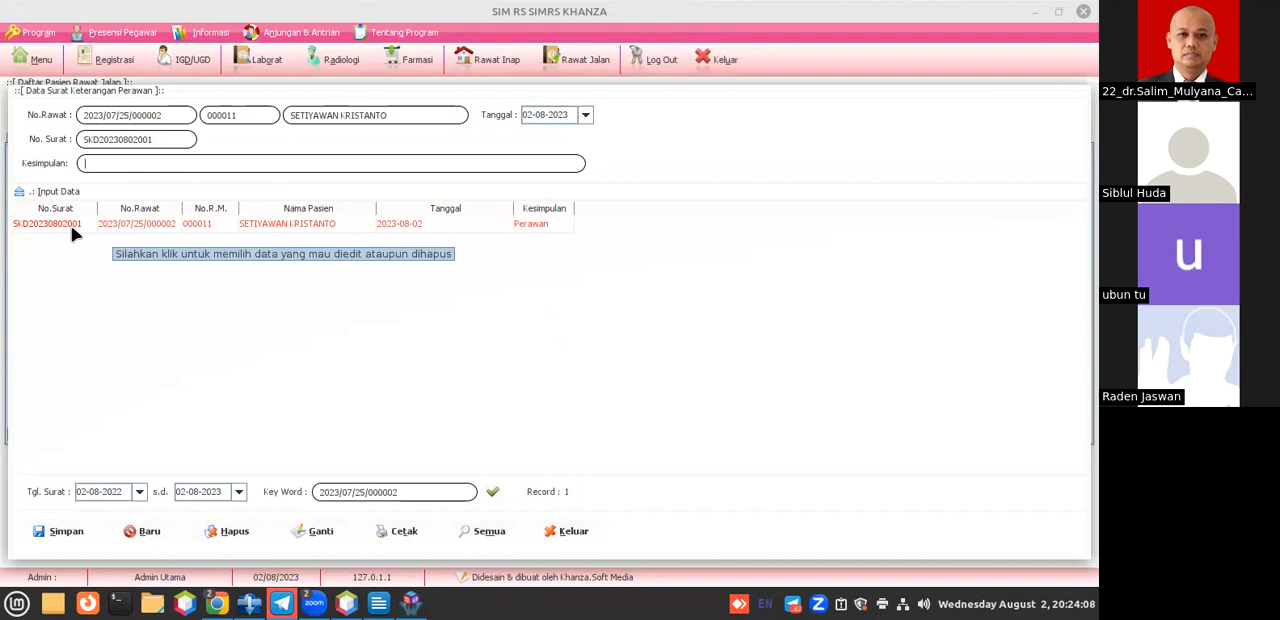 SIM RS SIMRS KHANZA
Program Presensi Pegawai Informasi Anjungan & Antrian Tentang Program
Menu Registrasi IGD/UGD Laborat Radiologi Farmasi Rawat Inap Rawat Jalan Log Out Keluar
::[ Daftar Pasien Rawat Jalan ]::
::[ Data Surat Keterangan Perawan ]::
No.Rawat : 2023/07/25/000002 000011 SETIYAWAN KRISTANTO Tanggal : 02-08-2023
No. Surat : SKD20230802001
Kesimpulan:
.: Input Data
No.Surat No.Rawat No.R.M. Nama Pasien Tanggal Kesimpulan
SKD20230802001 2023/07/25/000002 000011 SETIYAWAN KRISTANTO 2023-08-02 Perawan
Silahkan klik untuk memilih data yang mau diedit ataupun dihapus
Tgl. Surat : 02-08-2022 s.d. 02-08-2023 Key Word : 2023/07/25/000002 Record : 1
Simpan Baru Hapus Ganti Cetak Semua Keluar
Admin : Admin Utama 02/08/2023 127.0.1.1 Didesain & dibuat oleh Khanza.Soft Media
EN Wednesday August 2, 20:24:08
22_dr.Salim_Mulyana_Ca...
Siblul Huda
u
ubun tu
Raden Jaswan